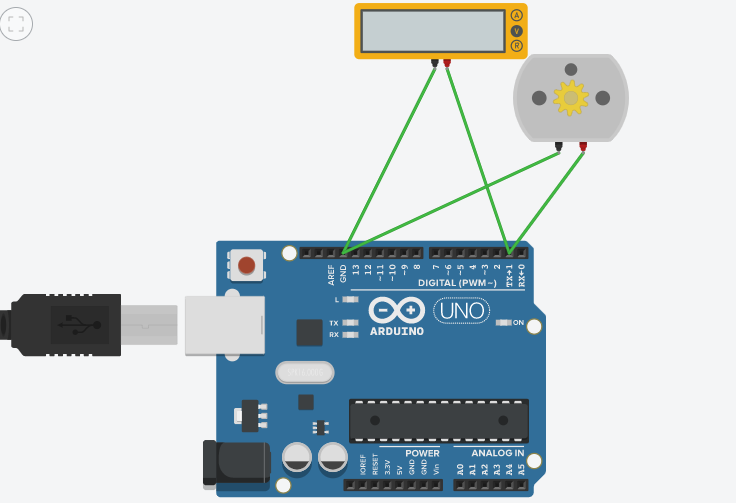 A
V
R
AREF
GND
13
12
~11
~10
~9
8
7
~6
~5
4
~3
2
TX→1
RX←0
DIGITAL (PWM~)
L
TX
RX
ARDUINO
UNO
ON
POWER
ANALOG IN
IOREF
RESET
3.3V
5V
GND
GND
Vin
A0
A1
A2
A3
A4
A5